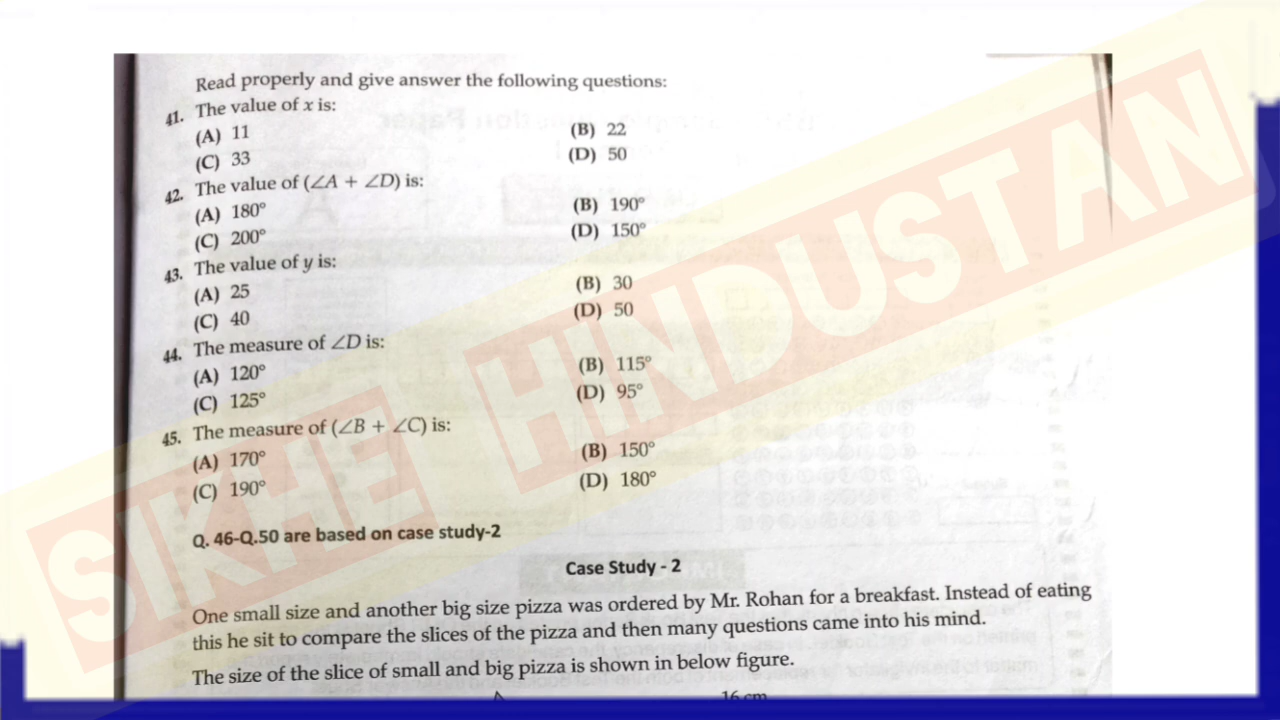 Read properly and give answer the following questions:
41. The value of x is:
(A) 11 (B) 22
(C) 33 (D) 50
42. The value of (∠A + ∠D) is:
(A) 180° (B) 190°
(C) 200° (D) 150°
43. The value of y is:
(A) 25 (B) 30
(C) 40 (D) 50
44. The measure of ∠D is:
(A) 120° (B) 115°
(C) 125° (D) 95°
45. The measure of (∠B + ∠C) is:
(A) 170° (B) 150°
(C) 190° (D) 180°
Q. 46-Q.50 are based on case study-2
Case Study - 2
One small size and another big size pizza was ordered by Mr. Rohan for a breakfast. Instead of eating
this he sit to compare the slices of the pizza and then many questions came into his mind.
The size of the slice of small and big pizza is shown in below figure.
A 16 cm
SIKHE HINDUSTAN